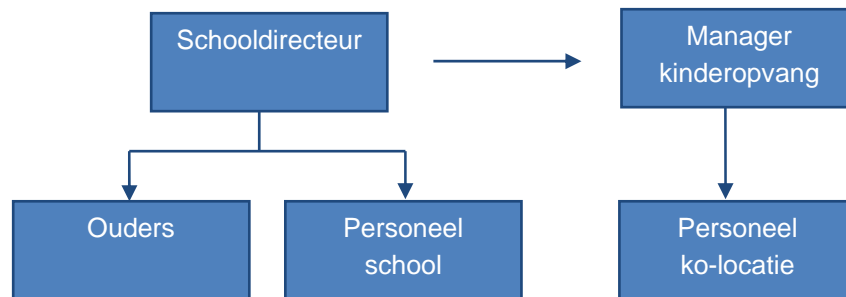 Schooldirecteur
Manager
kinderopvang
Ouders
Personeel
school
Personeel
ko-locatie